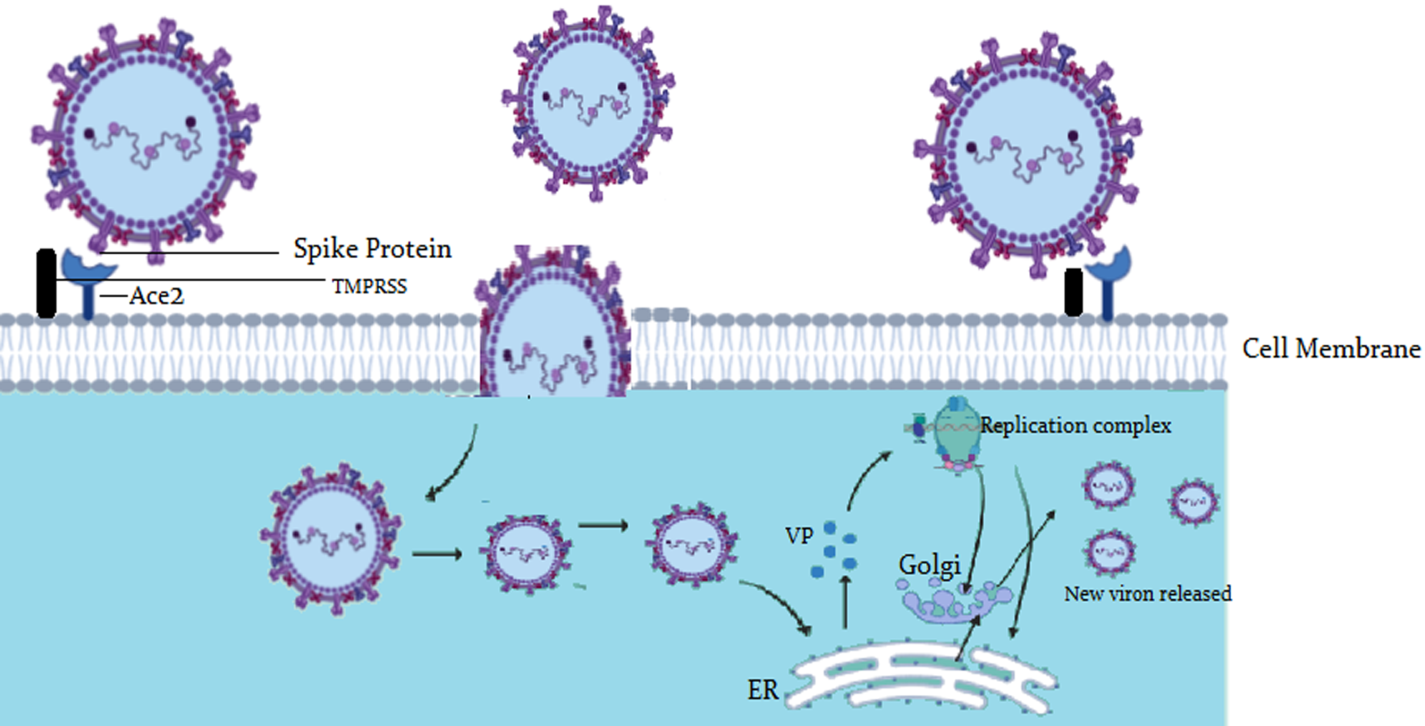 Spike Protein
TMPRSS
Ace2
Cell Membrane
Replication complex
VP
Golgi
New viron released
ER